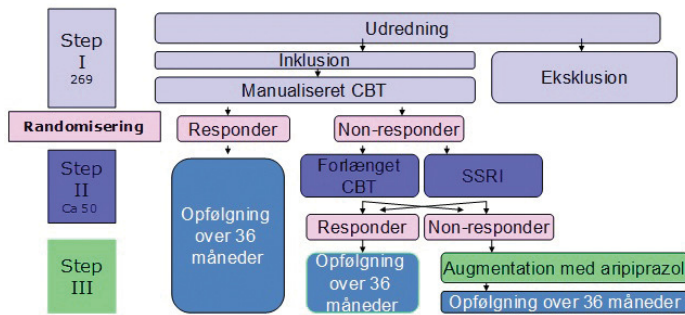 Step
I
269
Udredning
Inklusion
Eksklusion
Manualiseret CBT
Randomisering
Responder
Non-responder
Step
II
Ca 50
Opfølgning
over 36
måneder
Forlænget
CBT
SSRI
Responder
Non-responder
Step
III
Opfølgning
over 36
måneder
Augmentation med aripiprazol
Opfølgning over 36 måneder